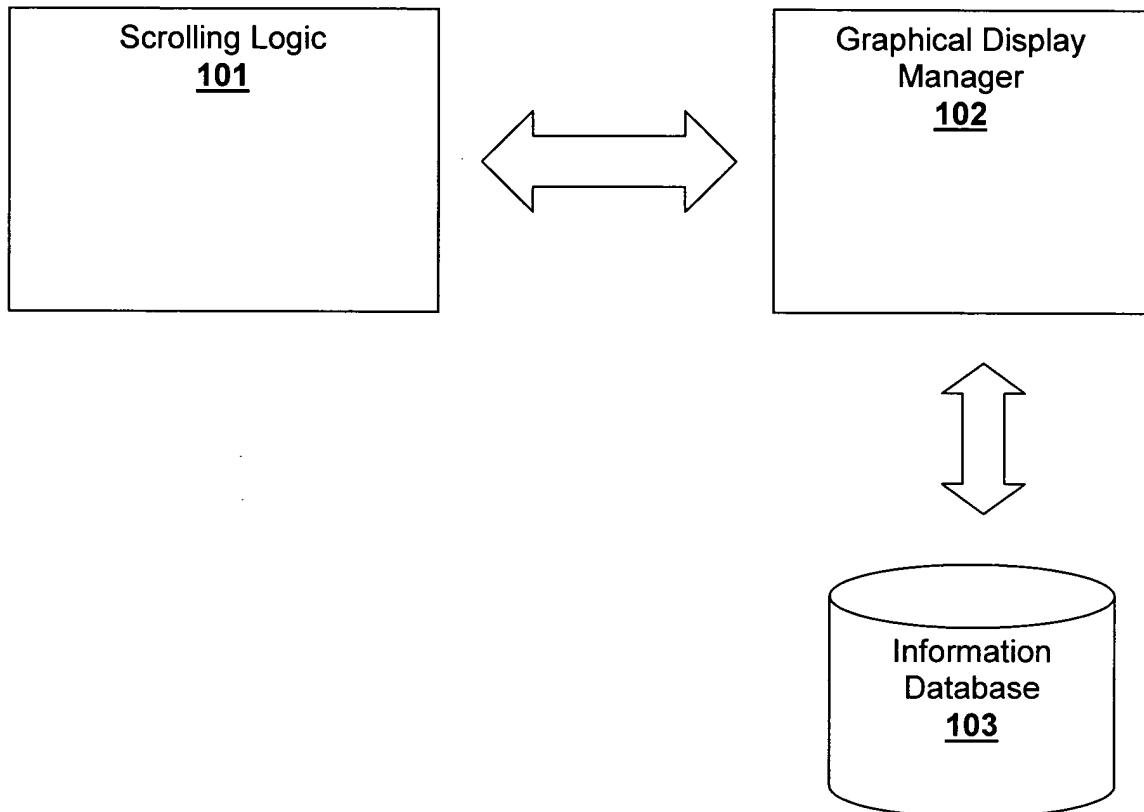 Scrolling Logic
101
Graphical Display
Manager
102
Information
Database
103